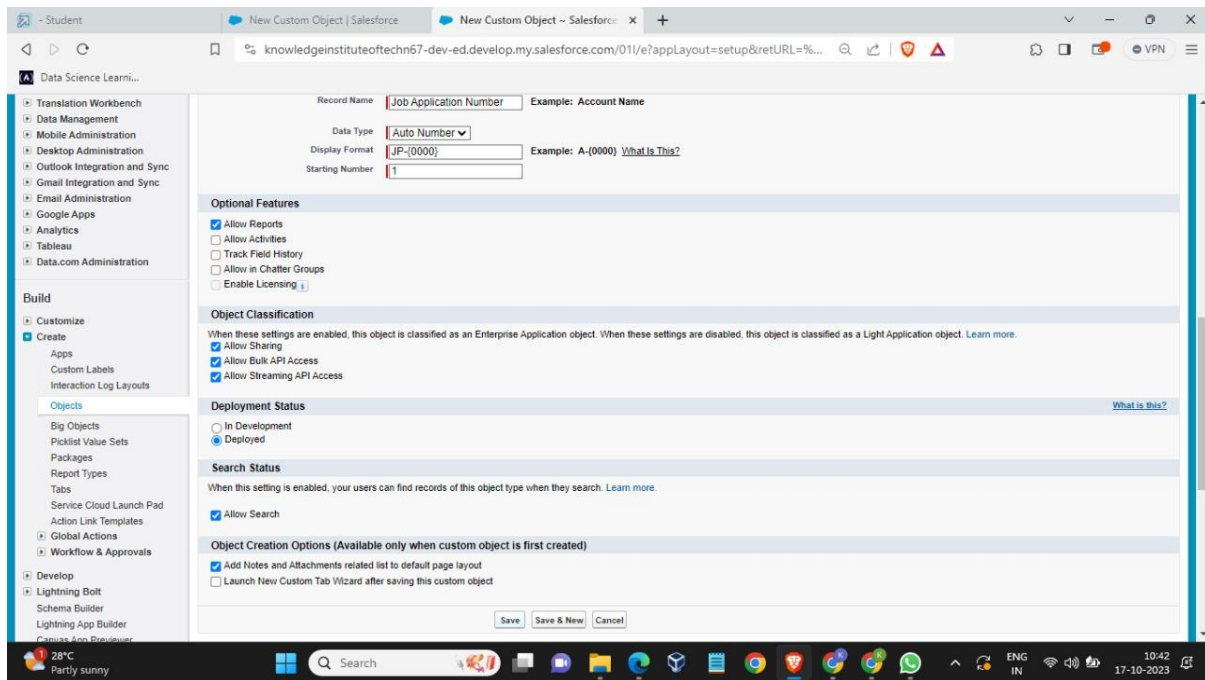 - Student
New Custom Object | Salesforce
New Custom Object ~ Salesforce
knowledgeinstituteoftechn67-dev-ed.develop.my.salesforce.com/01I/e?appLayout=setup&retURL=%...
VPN
Data Science Learni...
Translation Workbench
Data Management
Mobile Administration
Desktop Administration
Outlook Integration and Sync
Gmail Integration and Sync
Email Administration
Google Apps
Analytics
Tableau
Data.com Administration
Build
Customize
Create
Apps
Custom Labels
Interaction Log Layouts
Objects
Big Objects
Picklist Value Sets
Packages
Report Types
Tabs
Service Cloud Launch Pad
Action Link Templates
Global Actions
Workflow & Approvals
Develop
Lightning Bolt
Schema Builder
Lightning App Builder
Canvas App Previewer
Record Name Job Application Number Example: Account Name
Data Type Auto Number
Display Format JP-{0000} Example: A-{0000} What Is This?
Starting Number 1
Optional Features
Allow Reports
Allow Activities
Track Field History
Allow in Chatter Groups
Enable Licensing i
Object Classification
When these settings are enabled, this object is classified as an Enterprise Application object. When these settings are disabled, this object is classified as a Light Application object. Learn more.
Allow Sharing
Allow Bulk API Access
Allow Streaming API Access
Deployment Status What is this?
In Development
Deployed
Search Status
When this setting is enabled, your users can find records of this object type when they search. Learn more.
Allow Search
Object Creation Options (Available only when custom object is first created)
Add Notes and Attachments related list to default page layout
Launch New Custom Tab Wizard after saving this custom object
Save Save & New Cancel
1
28°C
Partly sunny
Search
ENG
IN
10:42
17-10-2023